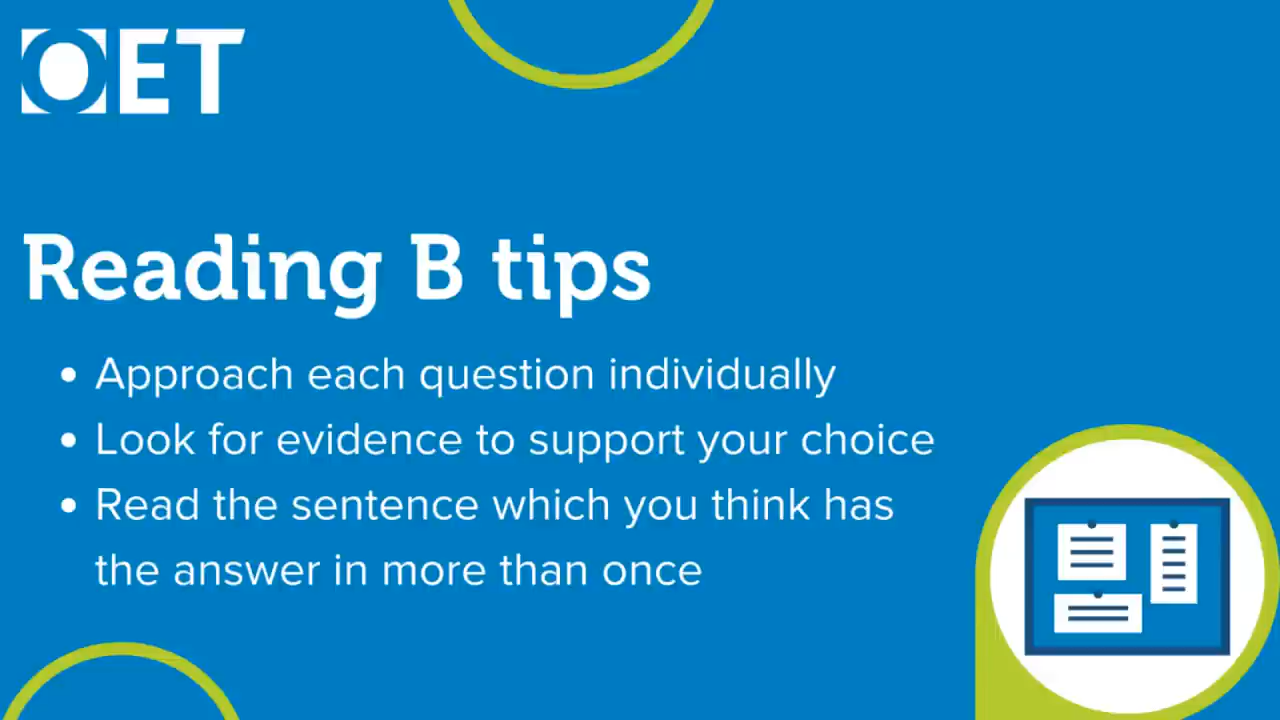 OET
Reading B tips
• Approach each question individually
• Look for evidence to support your choice
• Read the sentence which you think has
the answer in more than once